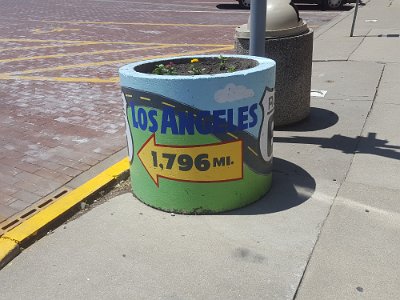 LOS ANGELES
1,796 MI.